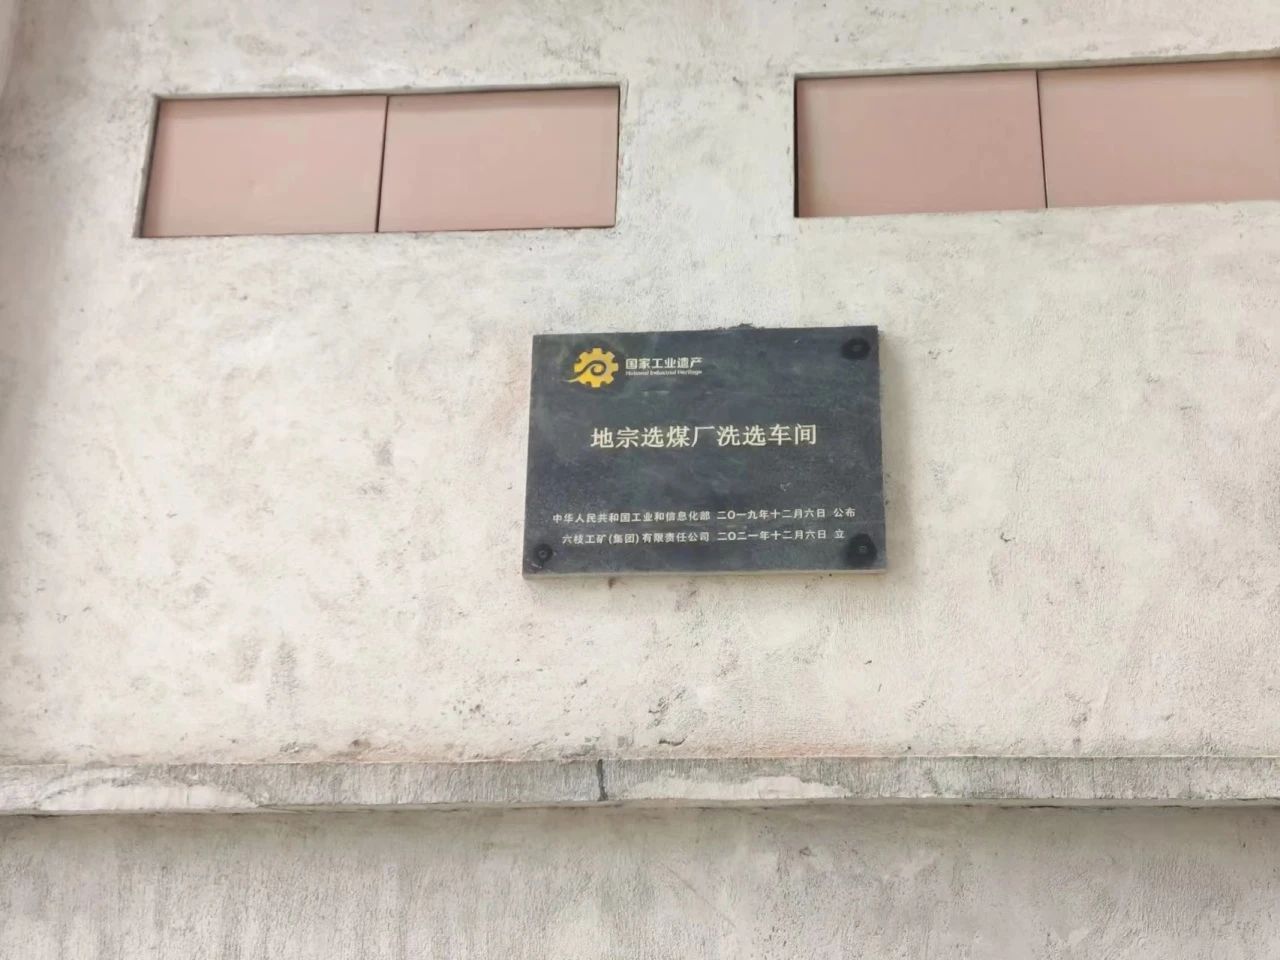 国家工业遗产
National Industrial Heritage
地宗选煤厂洗选车间
中华人民共和国工业和信息化部 二〇一九年十二月六日 公布
六枝工矿(集团)有限责任公司 二〇二一年十二月六日 立